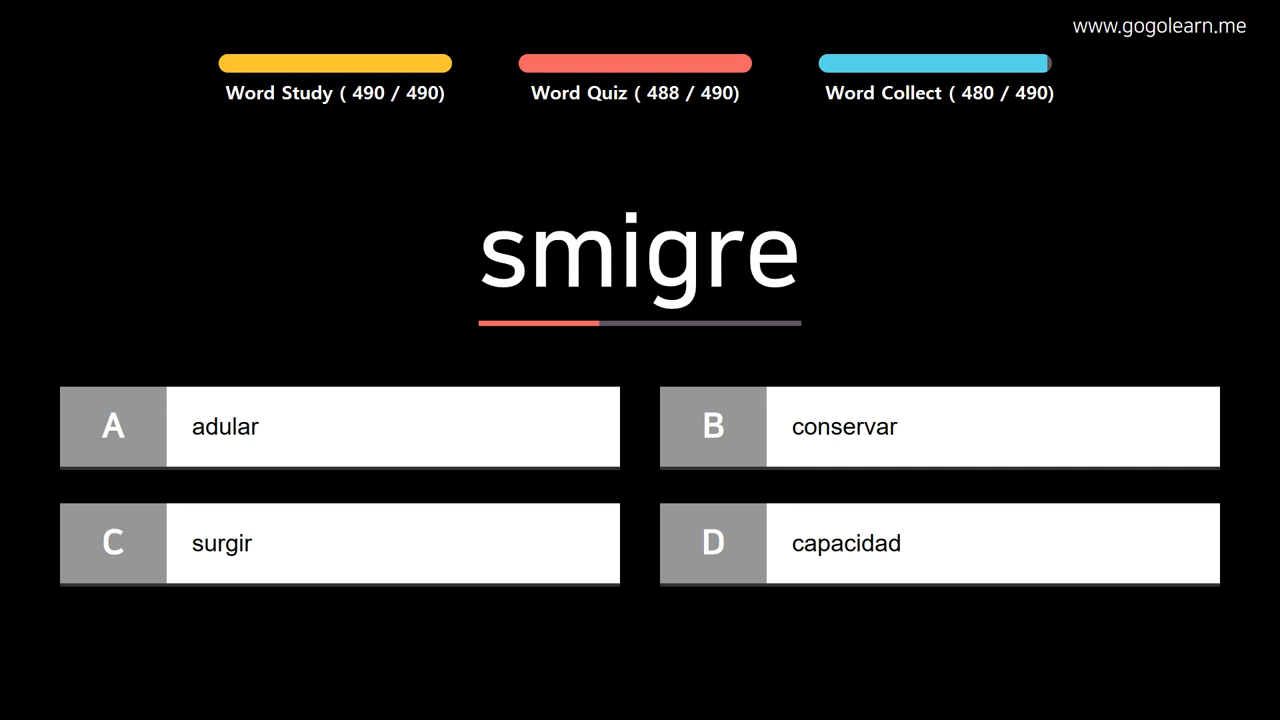 www.gogolearn.me
Word Study ( 490 / 490)
Word Quiz ( 488 / 490)
Word Collect ( 480 / 490)
smigre
A adular
B conservar
C surgir
D capacidad